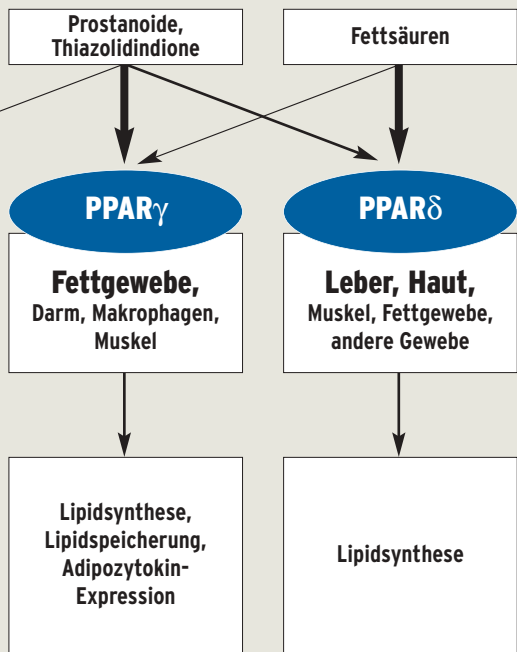 Prostanoide,
Thiazolidindione
Fettsäuren
PPARγ
PPARδ
Fettgewebe,
Darm, Makrophagen,
Muskel
Leber, Haut,
Muskel, Fettgewebe,
andere Gewebe
Lipidsynthese,
Lipidspeicherung,
Adipozytokin-
Expression
Lipidsynthese